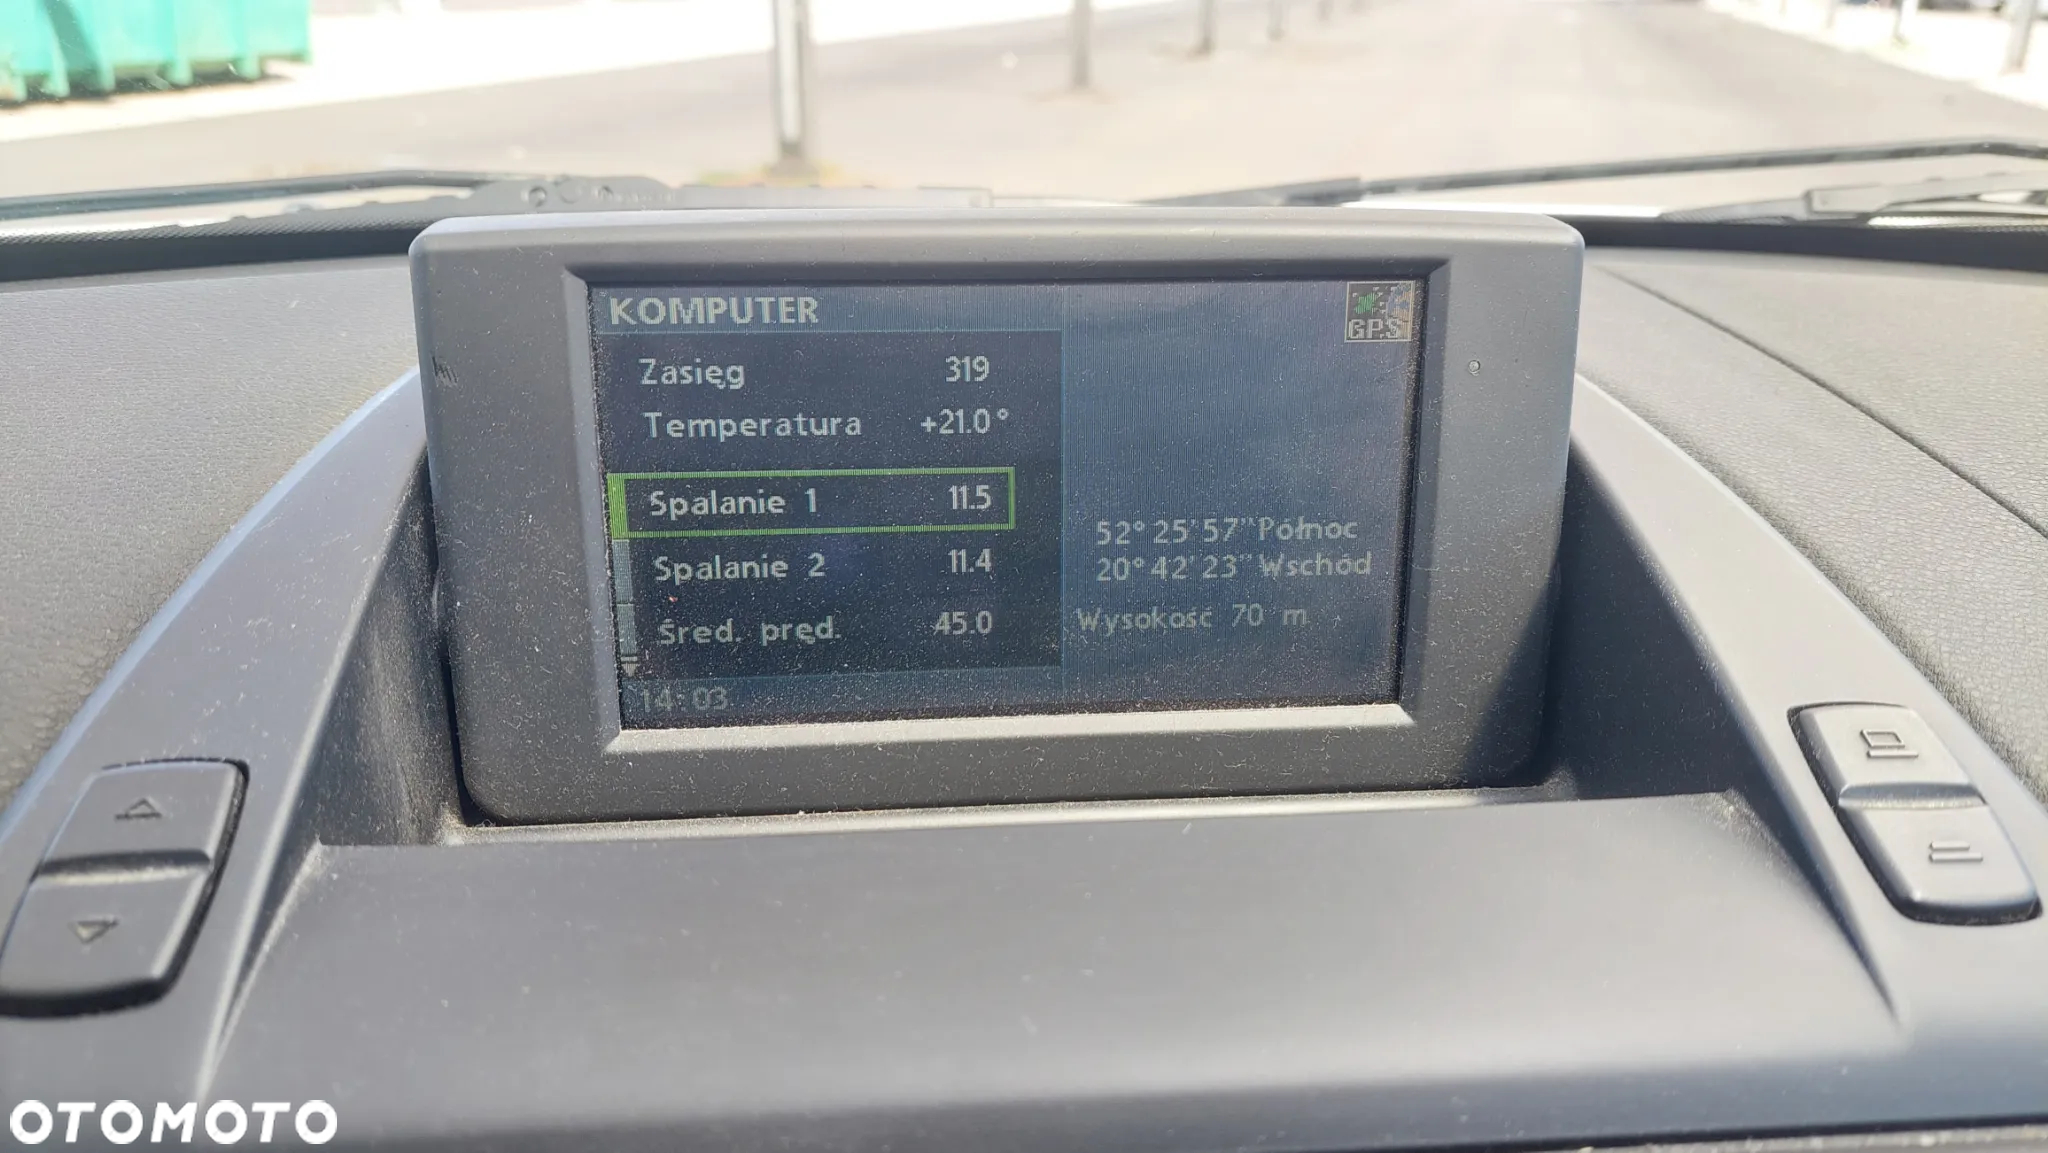 KOMPUTER
GPS
Zasięg 319
Temperatura +21.0°
Spalanie 1 11.5
Spalanie 2 11.4
Śred. pręd. 45.0
14:03
52°25'57"Północ
20°42'23"Wschód
Wysokość 70 m
OTOMOTO